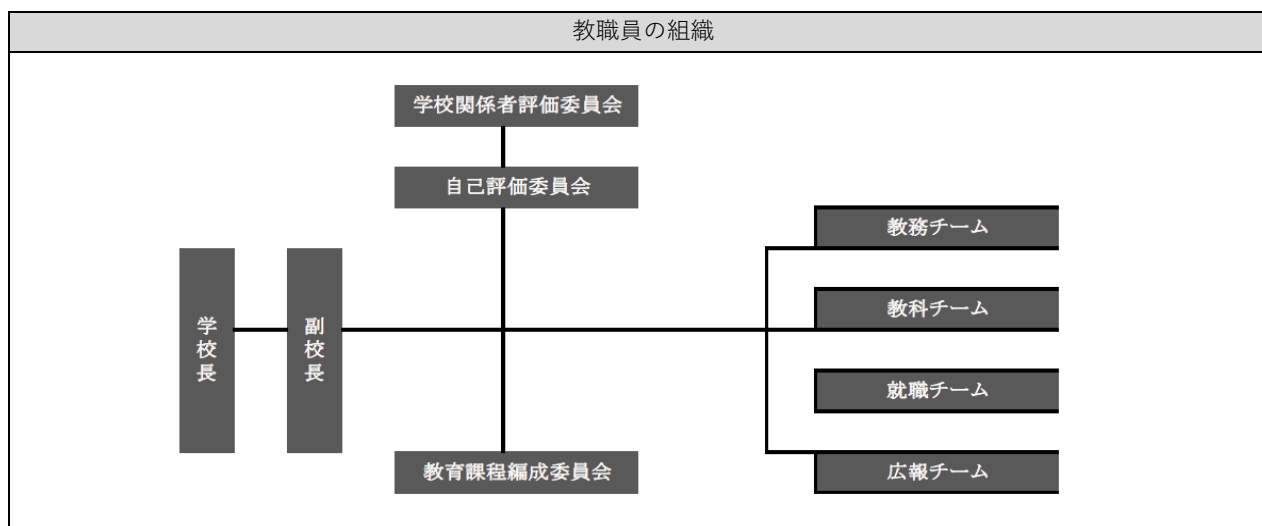 教職員の組織
学校関係者評価委員会
自己評価委員会
学校長
副校長
教育課程編成委員会
教務チーム
教科チーム
就職チーム
広報チーム